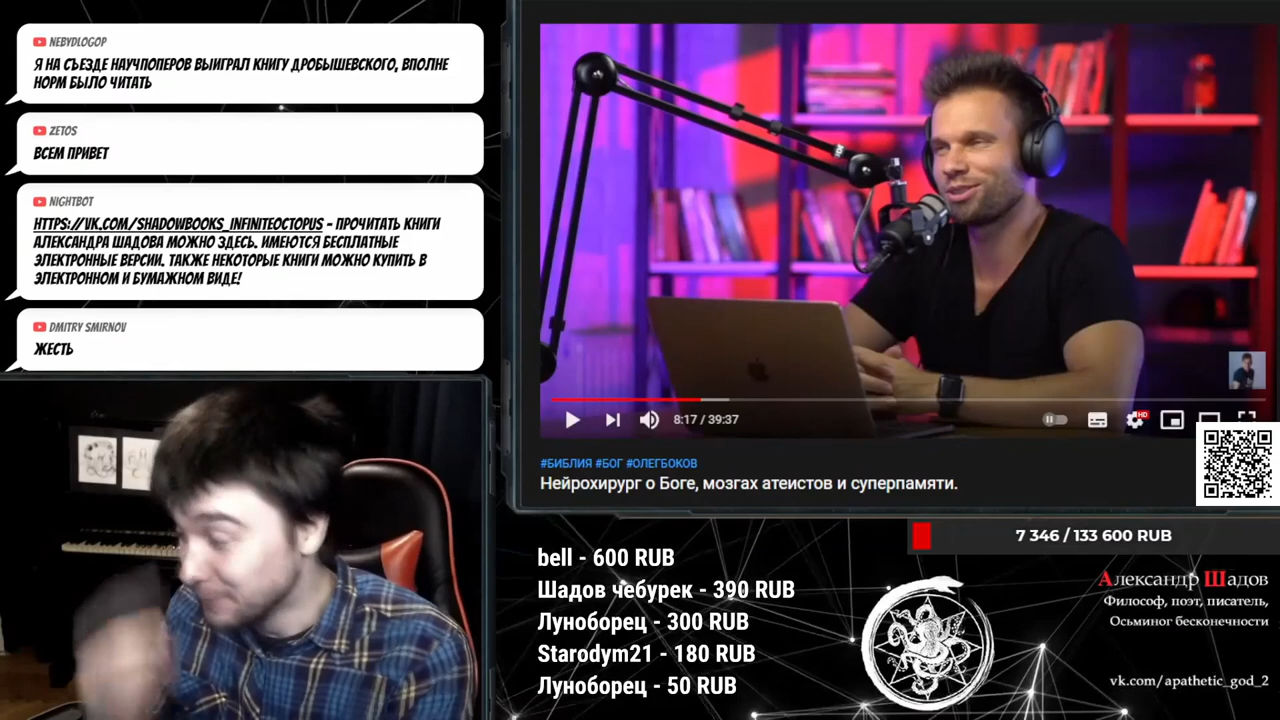 NEBYDLOGOP
Я НА СЪЕЗДЕ НАУЧПОПЕРОВ ВЫИГРАЛ КНИГУ ДРОБЫШЕВСКОГО, ВПОЛНЕ
НОРМ БЫЛО ЧИТАТЬ
ZETOS
ВСЕМ ПРИВЕТ
NIGHTBOT
HTTPS://VK.COM/SHADOWBOOKS_INFINITEOCTOPUS - ПРОЧИТАТЬ КНИГИ
АЛЕКСАНДРА ШАДОВА МОЖНО ЗДЕСЬ. ИМЕЮТСЯ БЕСПЛАТНЫЕ
ЭЛЕКТРОННЫЕ ВЕРСИИ. ТАКЖЕ НЕКОТОРЫЕ КНИГИ МОЖНО КУПИТЬ В
ЭЛЕКТРОННОМ И БУМАЖНОМ ВИДЕ!
DMITRY SMIRNOV
ЖЕСТЬ
8:17 / 39:37
HD
#БИБЛИЯ #БОГ #ОЛЕГБОКОВ
Нейрохирург о Боге, мозгах атеистов и суперпамяти.
7 346 / 133 600 RUB
bell - 600 RUB
Шадов чебурек - 390 RUB
Луноборец - 300 RUB
Starodym21 - 180 RUB
Луноборец - 50 RUB
Александр Шадов
Философ, поэт, писатель,
Осьминог бесконечности
vk.com/apathetic_god_2